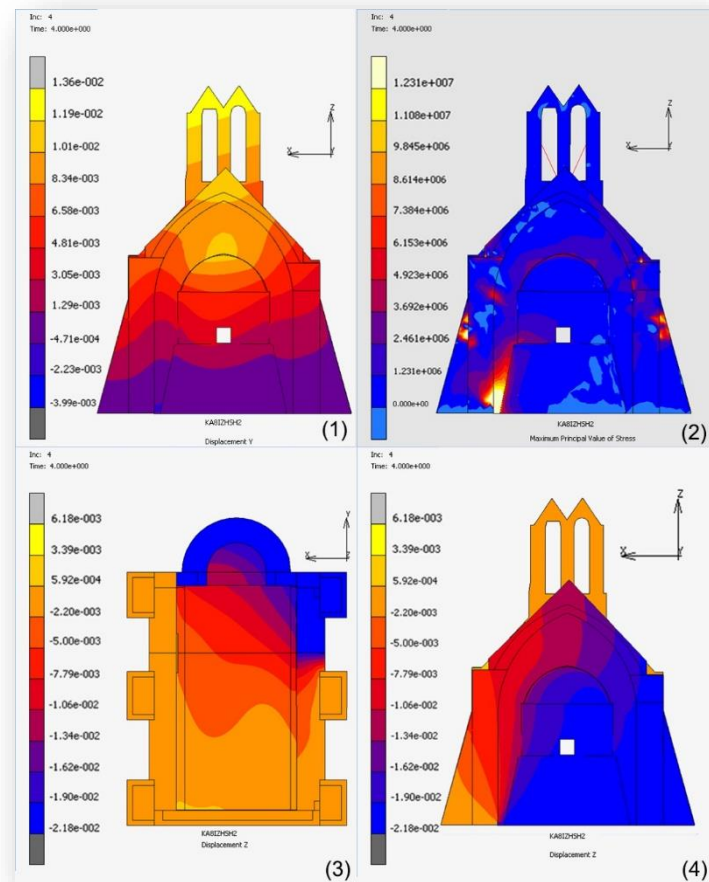 Inc: 4
Time: 4.000e+000
1.36e-002
1.19e-002
1.01e-002
8.34e-003
6.58e-003
4.81e-003
3.05e-003
1.29e-003
-4.71e-004
-2.23e-003
-3.99e-003
Z
X
Y
KABIZHSH2
Displacement Y
(1)
Inc: 4
Time: 4.000e+000
1.231e+007
1.108e+007
9.845e+006
8.614e+006
7.384e+006
6.153e+006
4.923e+006
3.692e+006
2.461e+006
1.231e+006
0.000e+00
Z
X
Y
KABIZHSH2
Maximum Principal Value of Stress
(2)
Inc: 4
Time: 4.000e+000
6.18e-003
3.39e-003
5.92e-004
-2.20e-003
-5.00e-003
-7.79e-003
-1.06e-002
-1.34e-002
-1.62e-002
-1.90e-002
-2.18e-002
Y
X
Z
KABIZHSH2
Displacement Z
(3)
Inc: 4
Time: 4.000e+000
6.18e-003
3.39e-003
5.92e-004
-2.20e-003
-5.00e-003
-7.79e-003
-1.06e-002
-1.34e-002
-1.62e-002
-1.90e-002
-2.18e-002
Z
X
Y
KABIZHSH2
Displacement Z
(4)